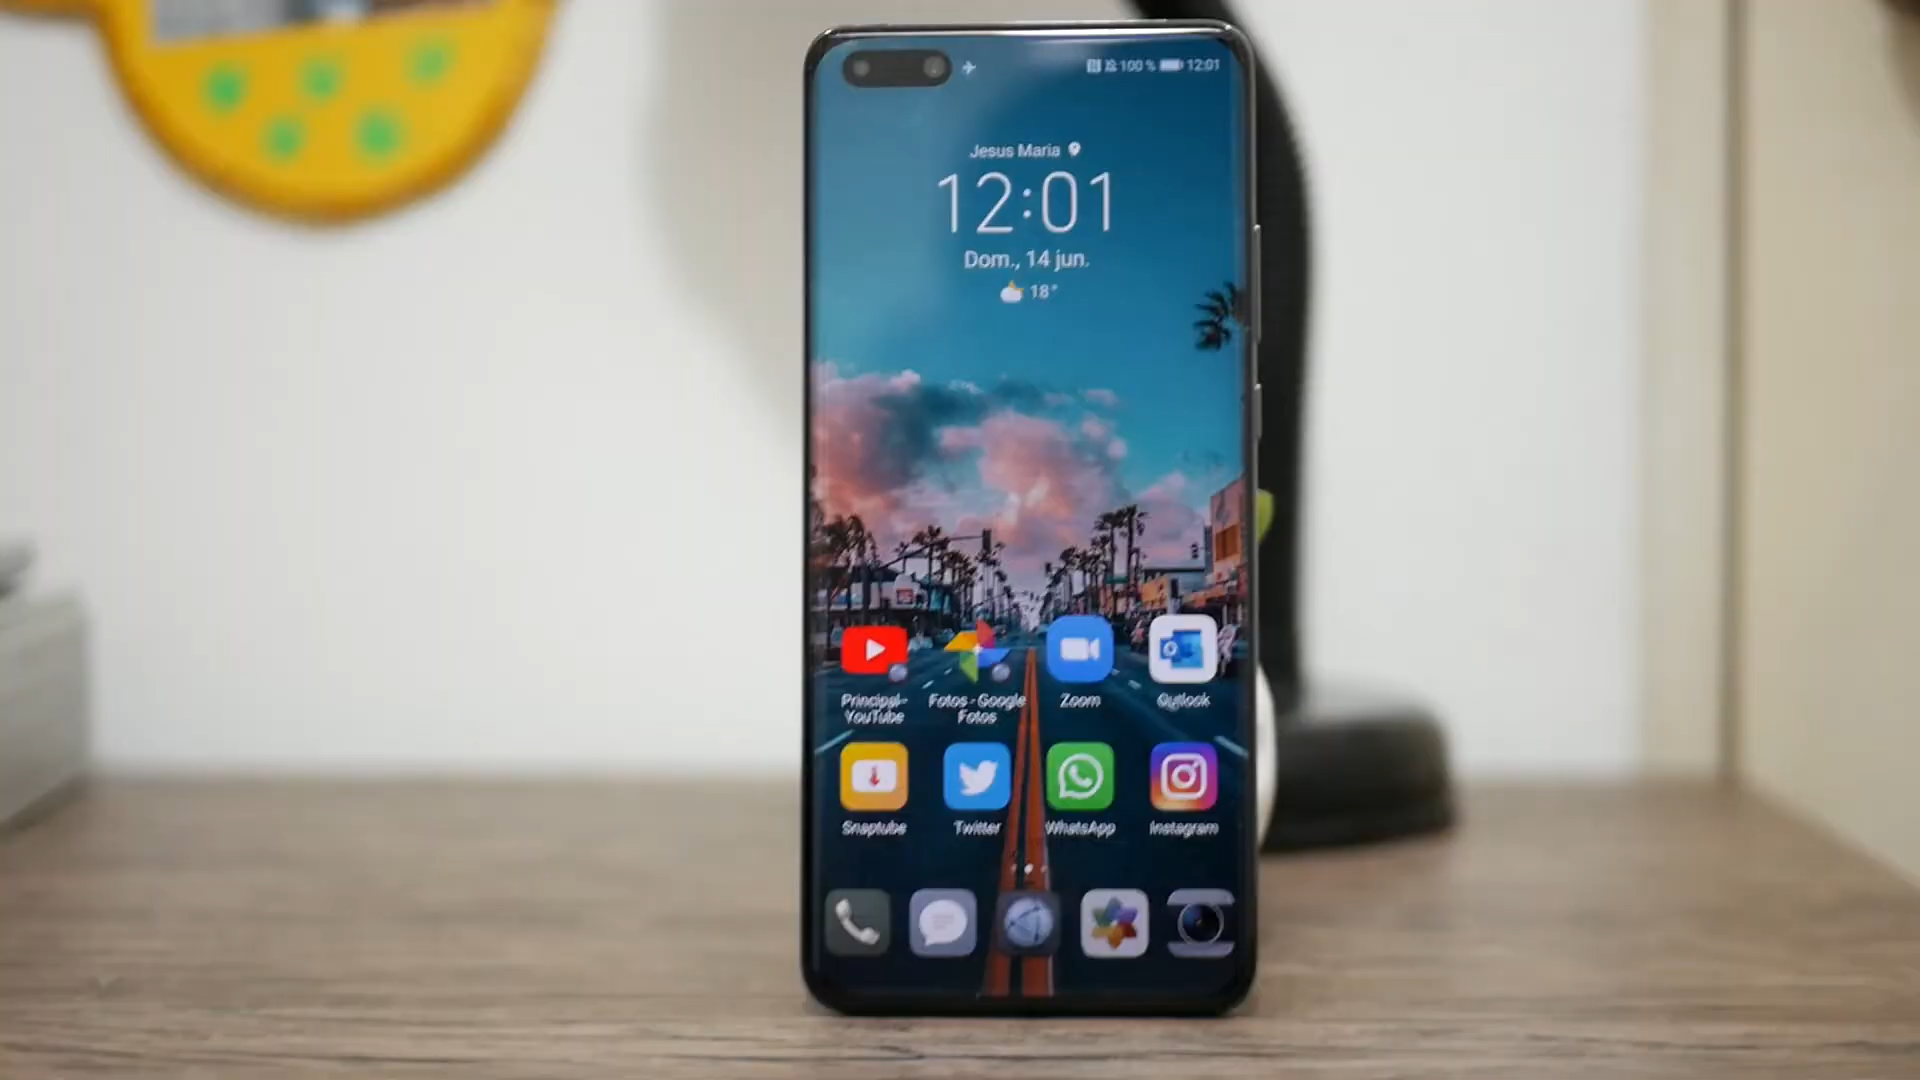 100 % 12:01
Jesus Maria
12:01
Dom., 14 jun.
18°
Principal- Fotos - Google Zoom Outlook
YouTube Fotos
Snaptube Twitter WhatsApp Instagram